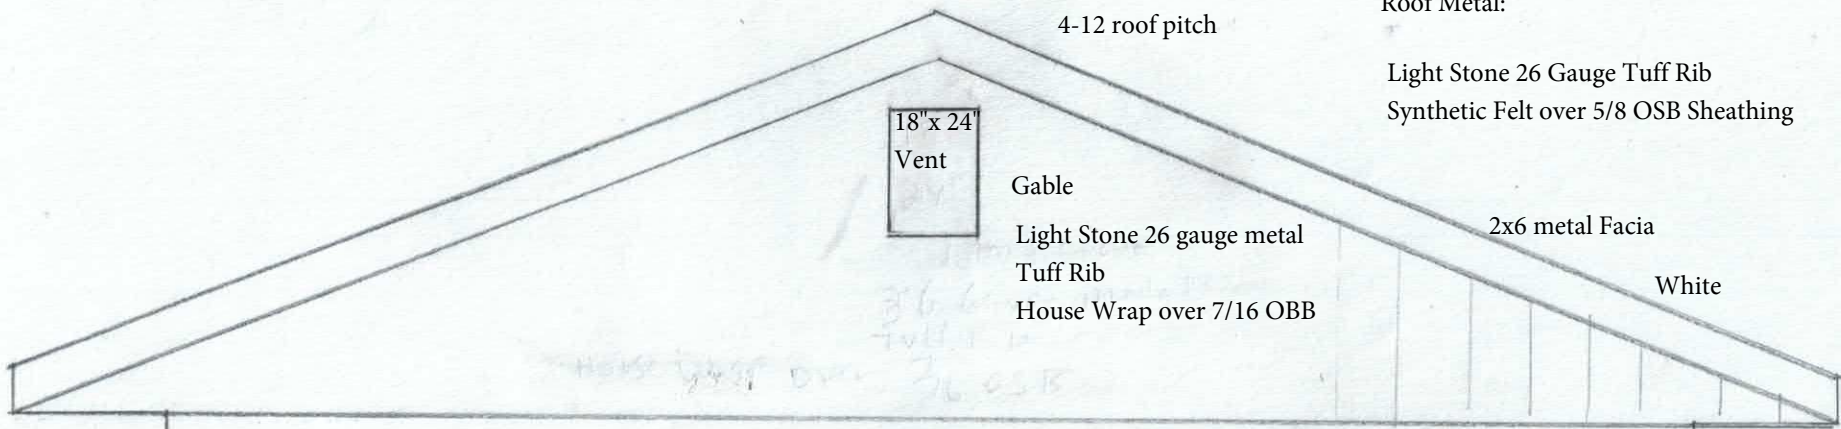 Roof Metal:
4-12 roof pitch
Light Stone 26 Gauge Tuff Rib
Synthetic Felt over 5/8 OSB Sheathing
18"x 24"
Vent
Gable
Light Stone 26 gauge metal
Tuff Rib
House Wrap over 7/16 OBB
2x6 metal Facia
White